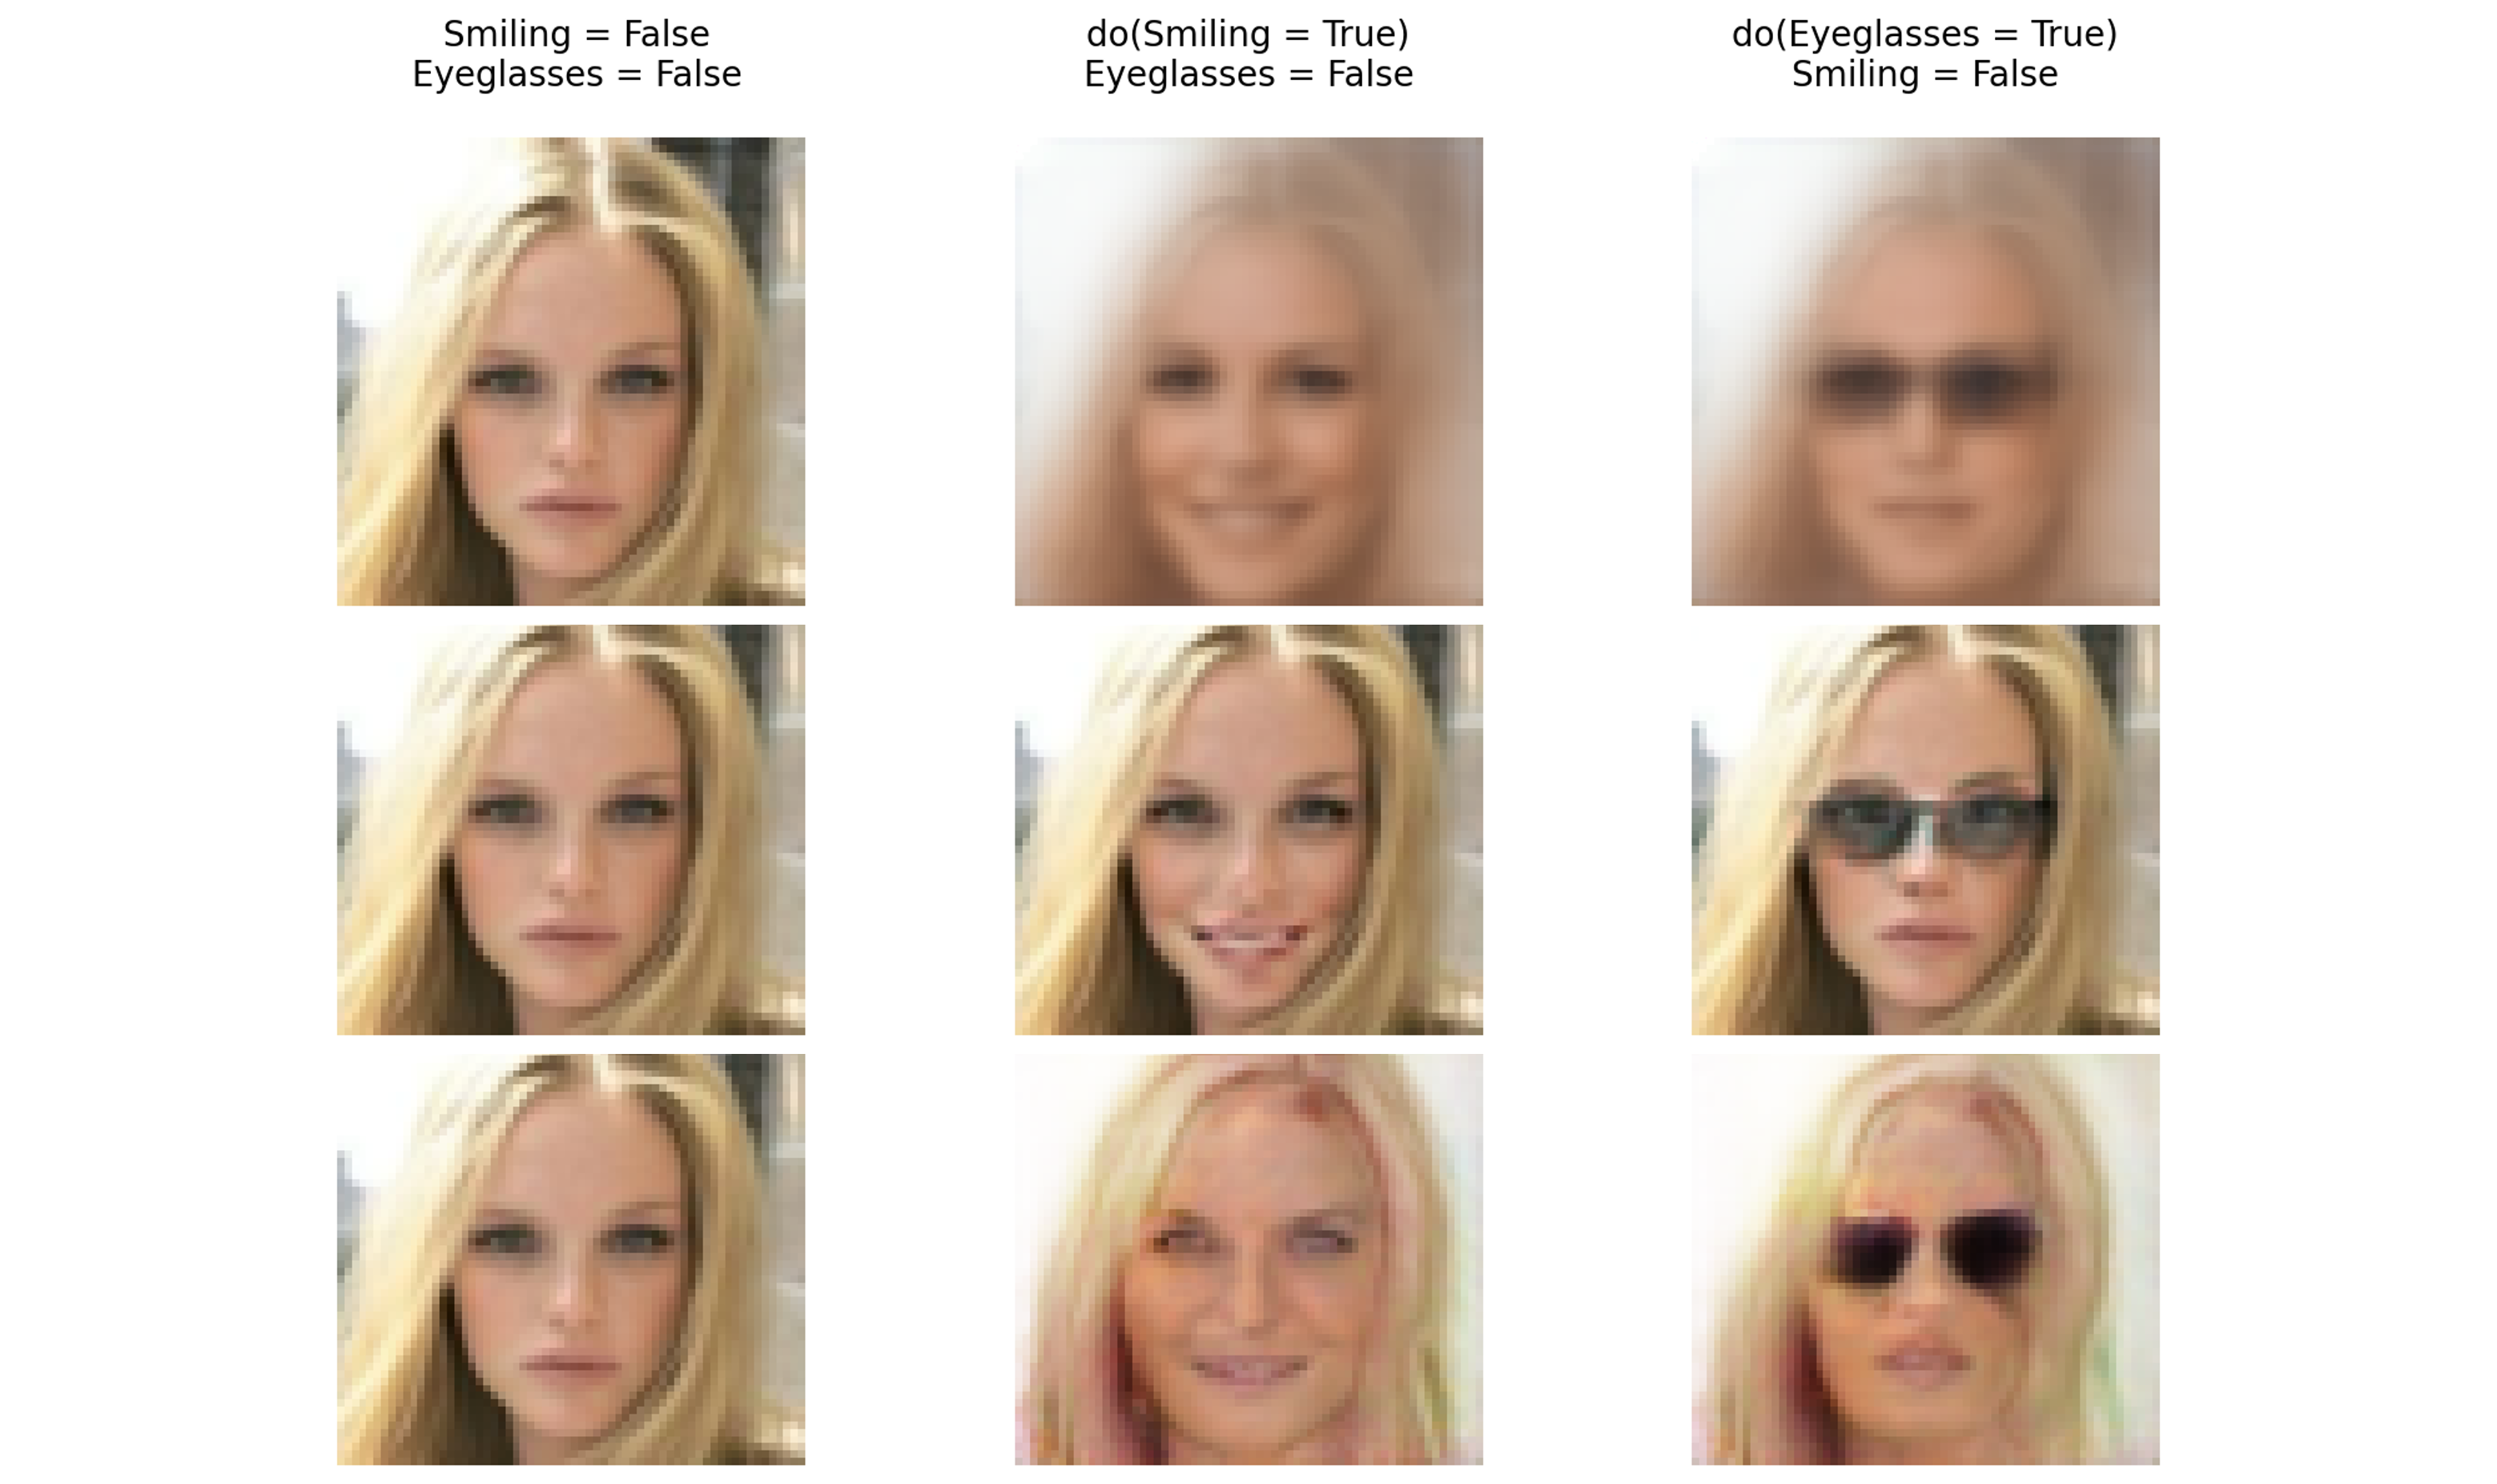 Smiling = False
Eyeglasses = False
do(Smiling = True)
Eyeglasses = False
do(Eyeglasses = True)
Smiling = False